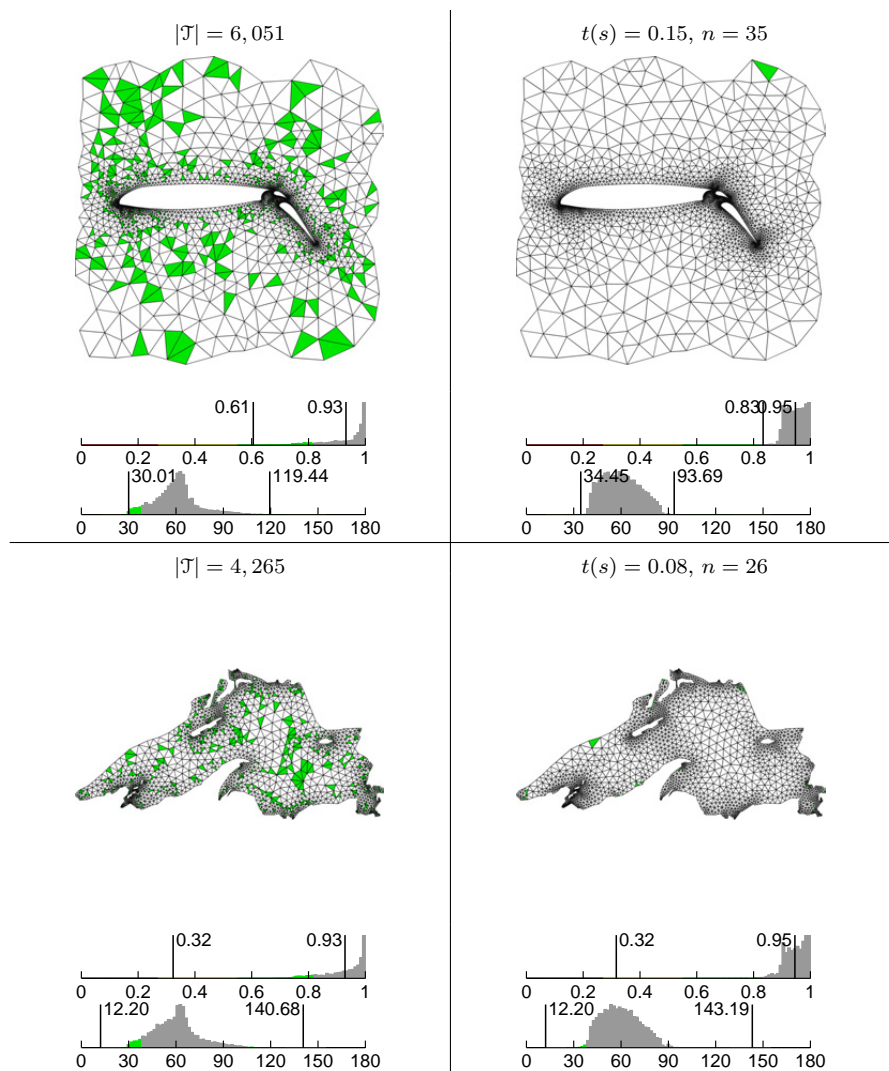 |𝒯| = 6, 051
t(s) = 0.15, n = 35
0.61 0.93
0 0.2 0.4 0.6 0.8 1
30.01 119.44
0 30 60 90 120 150 180
0.83 0.95
0 0.2 0.4 0.6 0.8 1
34.45 93.69
0 30 60 90 120 150 180
|𝒯| = 4, 265
t(s) = 0.08, n = 26
0.32 0.93
0 0.2 0.4 0.6 0.8 1
12.20 140.68
0 30 60 90 120 150 180
0.32 0.95
0 0.2 0.4 0.6 0.8 1
12.20 143.19
0 30 60 90 120 150 180